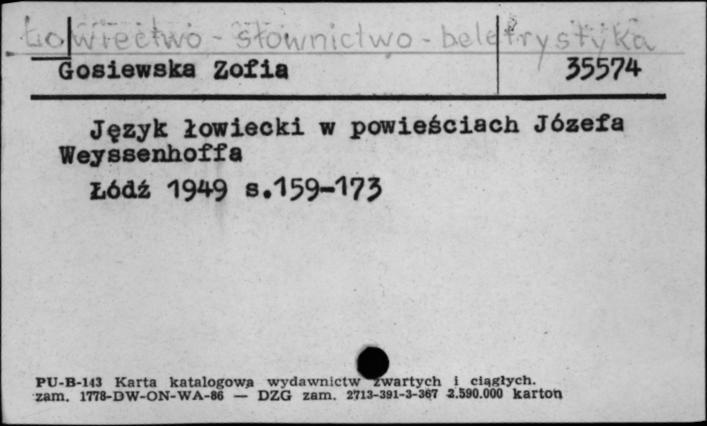 Łowiectwo - słownictwo - beletrystyka
Gosiewska Zofia 35574
Język łowiecki w powieściach Józefa
Weyssenhoffa
Łódź 1949 s.159-173
PU-B-143 Karta katalogowa wydawnictw zwartych i ciągłych.
zam. 1778-DW-ON-WA-86 — DZG zam. 2713-391-3-367 2.590.000 karton